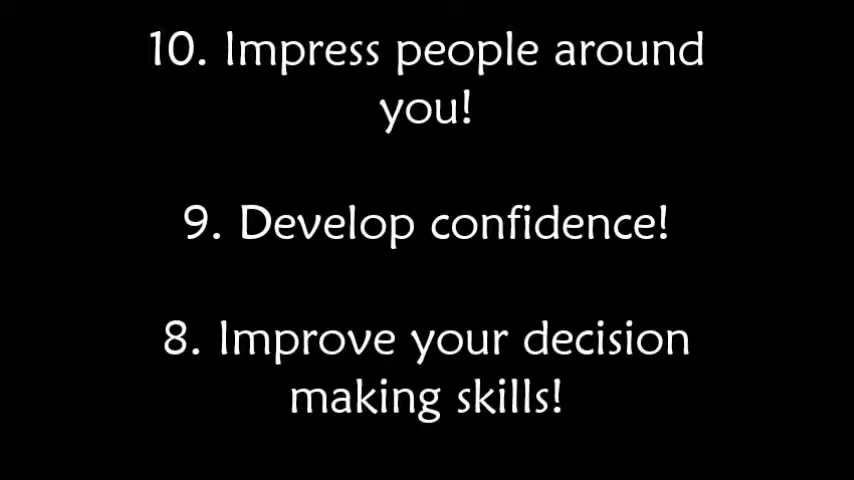 10. Impress people around
you!
9. Develop confidence!
8. Improve your decision
making skills!